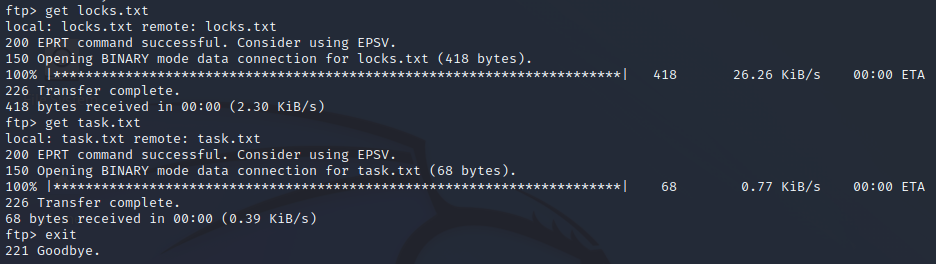 ftp> get locks.txt
local: locks.txt remote: locks.txt
200 EPRT command successful. Consider using EPSV.
150 Opening BINARY mode data connection for locks.txt (418 bytes).
100% |***********************************************************************|   418       26.26 KiB/s    00:00 ETA
226 Transfer complete.
418 bytes received in 00:00 (2.30 KiB/s)
ftp> get task.txt
local: task.txt remote: task.txt
200 EPRT command successful. Consider using EPSV.
150 Opening BINARY mode data connection for task.txt (68 bytes).
100% |***********************************************************************|    68        0.77 KiB/s    00:00 ETA
226 Transfer complete.
68 bytes received in 00:00 (0.39 KiB/s)
ftp> exit
221 Goodbye.